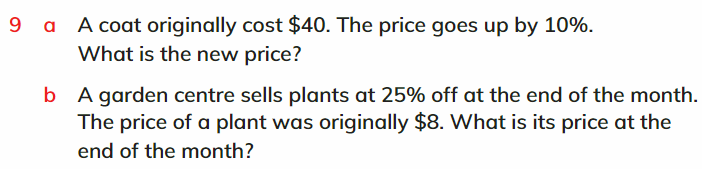 9 a A coat originally cost $40. The price goes up by 10%.
What is the new price?
b A garden centre sells plants at 25% off at the end of the month.
The price of a plant was originally $8. What is its price at the
end of the month?